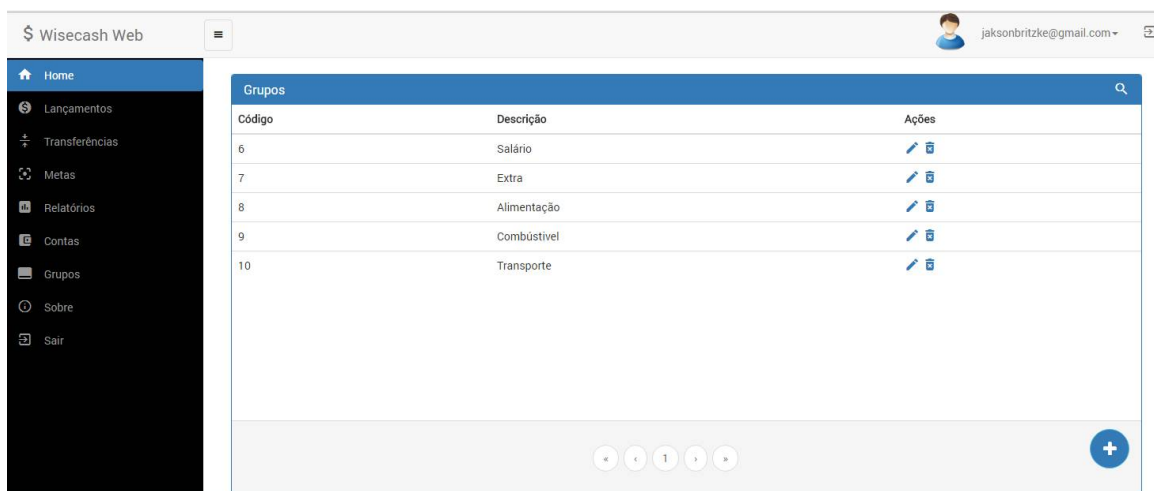 $ Wisecash Web
jaksonbritzke@gmail.com
Home
Lançamentos
Transferências
Metas
Relatórios
Contas
Grupos
Sobre
Sair
Grupos
Código Descrição Ações
6 Salário
7 Extra
8 Alimentação
9 Combústivel
10 Transporte
« ‹ 1 › »